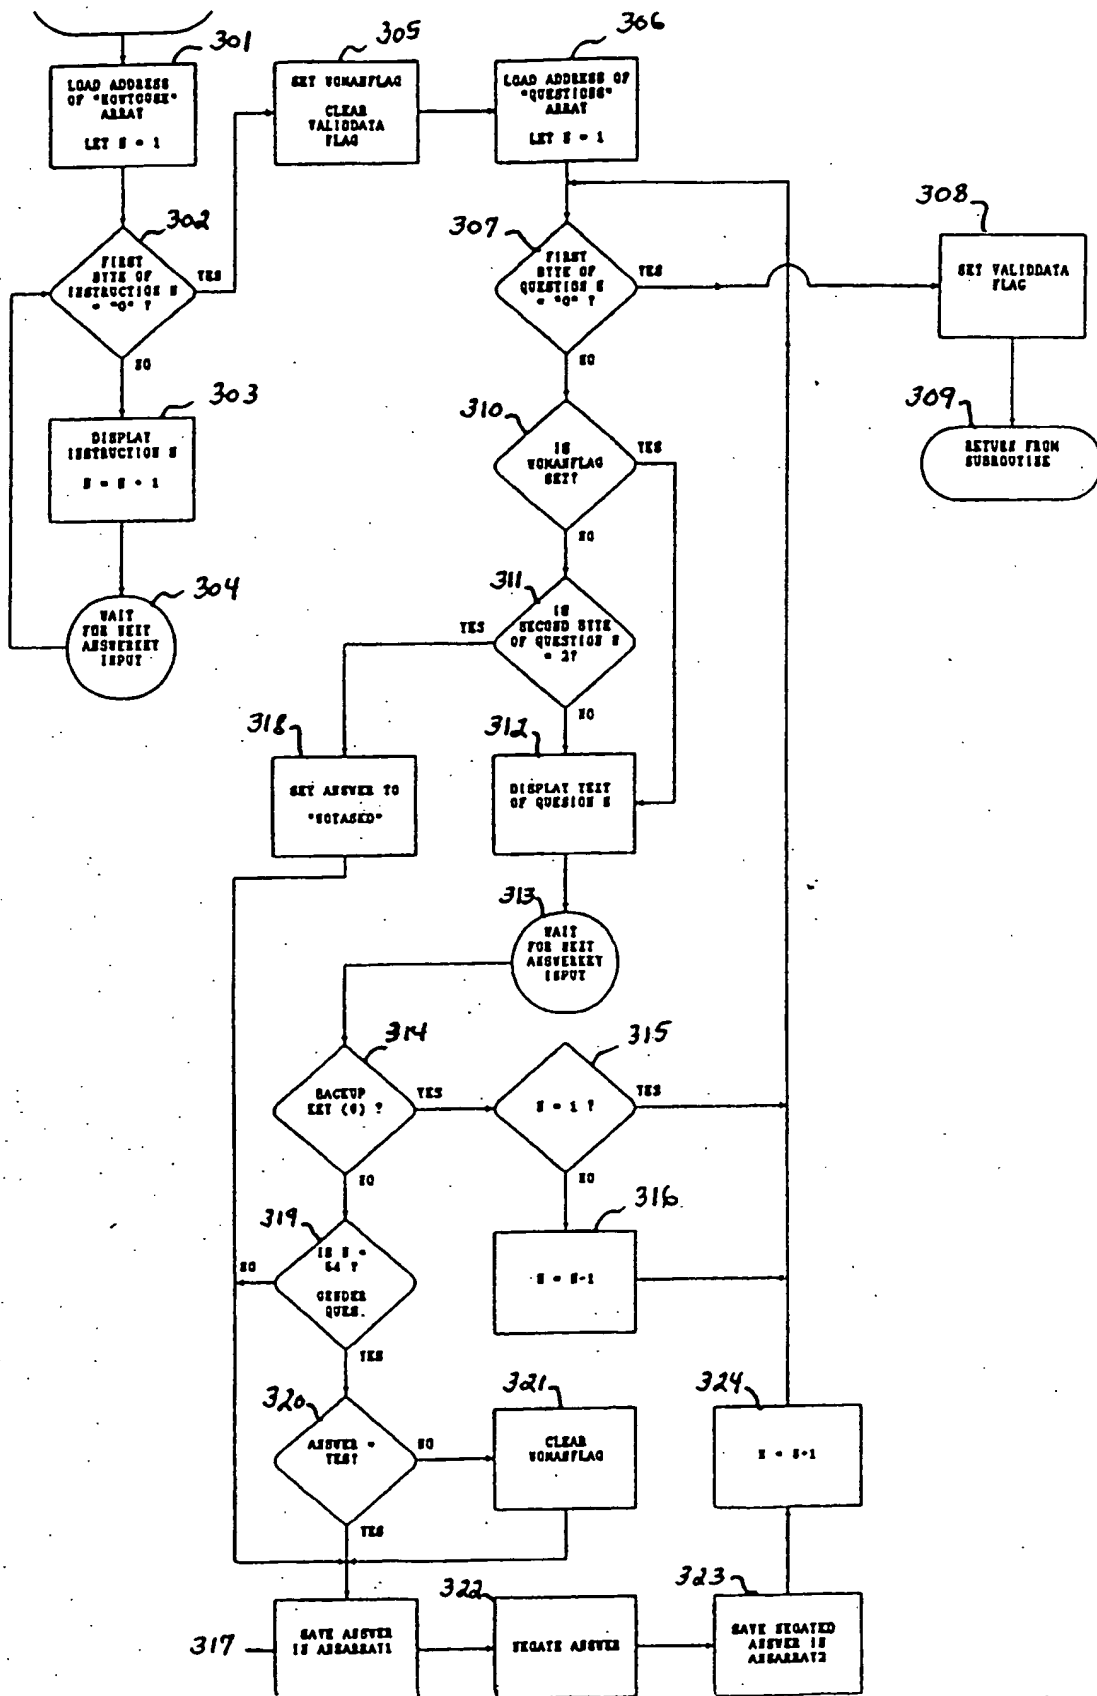 301
LOAD ADDRESS
OF "HOWTOUSE"
ARRAY
LET N = 1
302
FIRST
BYTE OF
INSTRUCTION N
= "0" ?
YES
NO
303
DISPLAY
INSTRUCTION N
N = N + 1
304
WAIT
FOR NEXT
ANSWERKEY
INPUT
305
SET WOMANFLAG
CLEAR
VALIDDATA
FLAG
306
LOAD ADDRESS OF
"QUESTIONS"
ARRAY
LET N = 1
307
FIRST
BYTE OF
QUESTION N
= "0" ?
YES
NO
308
SET VALIDDATA
FLAG
309
RETURN FROM
SUBROUTINE
310
IS
WOMANFLAG
SET?
YES
NO
311
IS
SECOND BYTE
OF QUESTION N
= 2?
YES
NO
318
SET ANSWER TO
"NOTASKED"
312
DISPLAY TEXT
OF QUESION N
313
WAIT
FOR NEXT
ANSWERKEY
INPUT
314
BACKUP
KEY (0) ?
YES
NO
315
N = 1 ?
YES
NO
316
N = N-1
319
IS N =
64 ?
GENDER
QUES.
NO
YES
320
ANSWER =
YES?
NO
YES
321
CLEAR
WOMANFLAG
324
N = N+1
317
SAVE ANSWER
IN ANSARRAY1
322
NEGATE ANSWER
323
SAVE NEGATED
ANSWER IN
ANSARRAY2